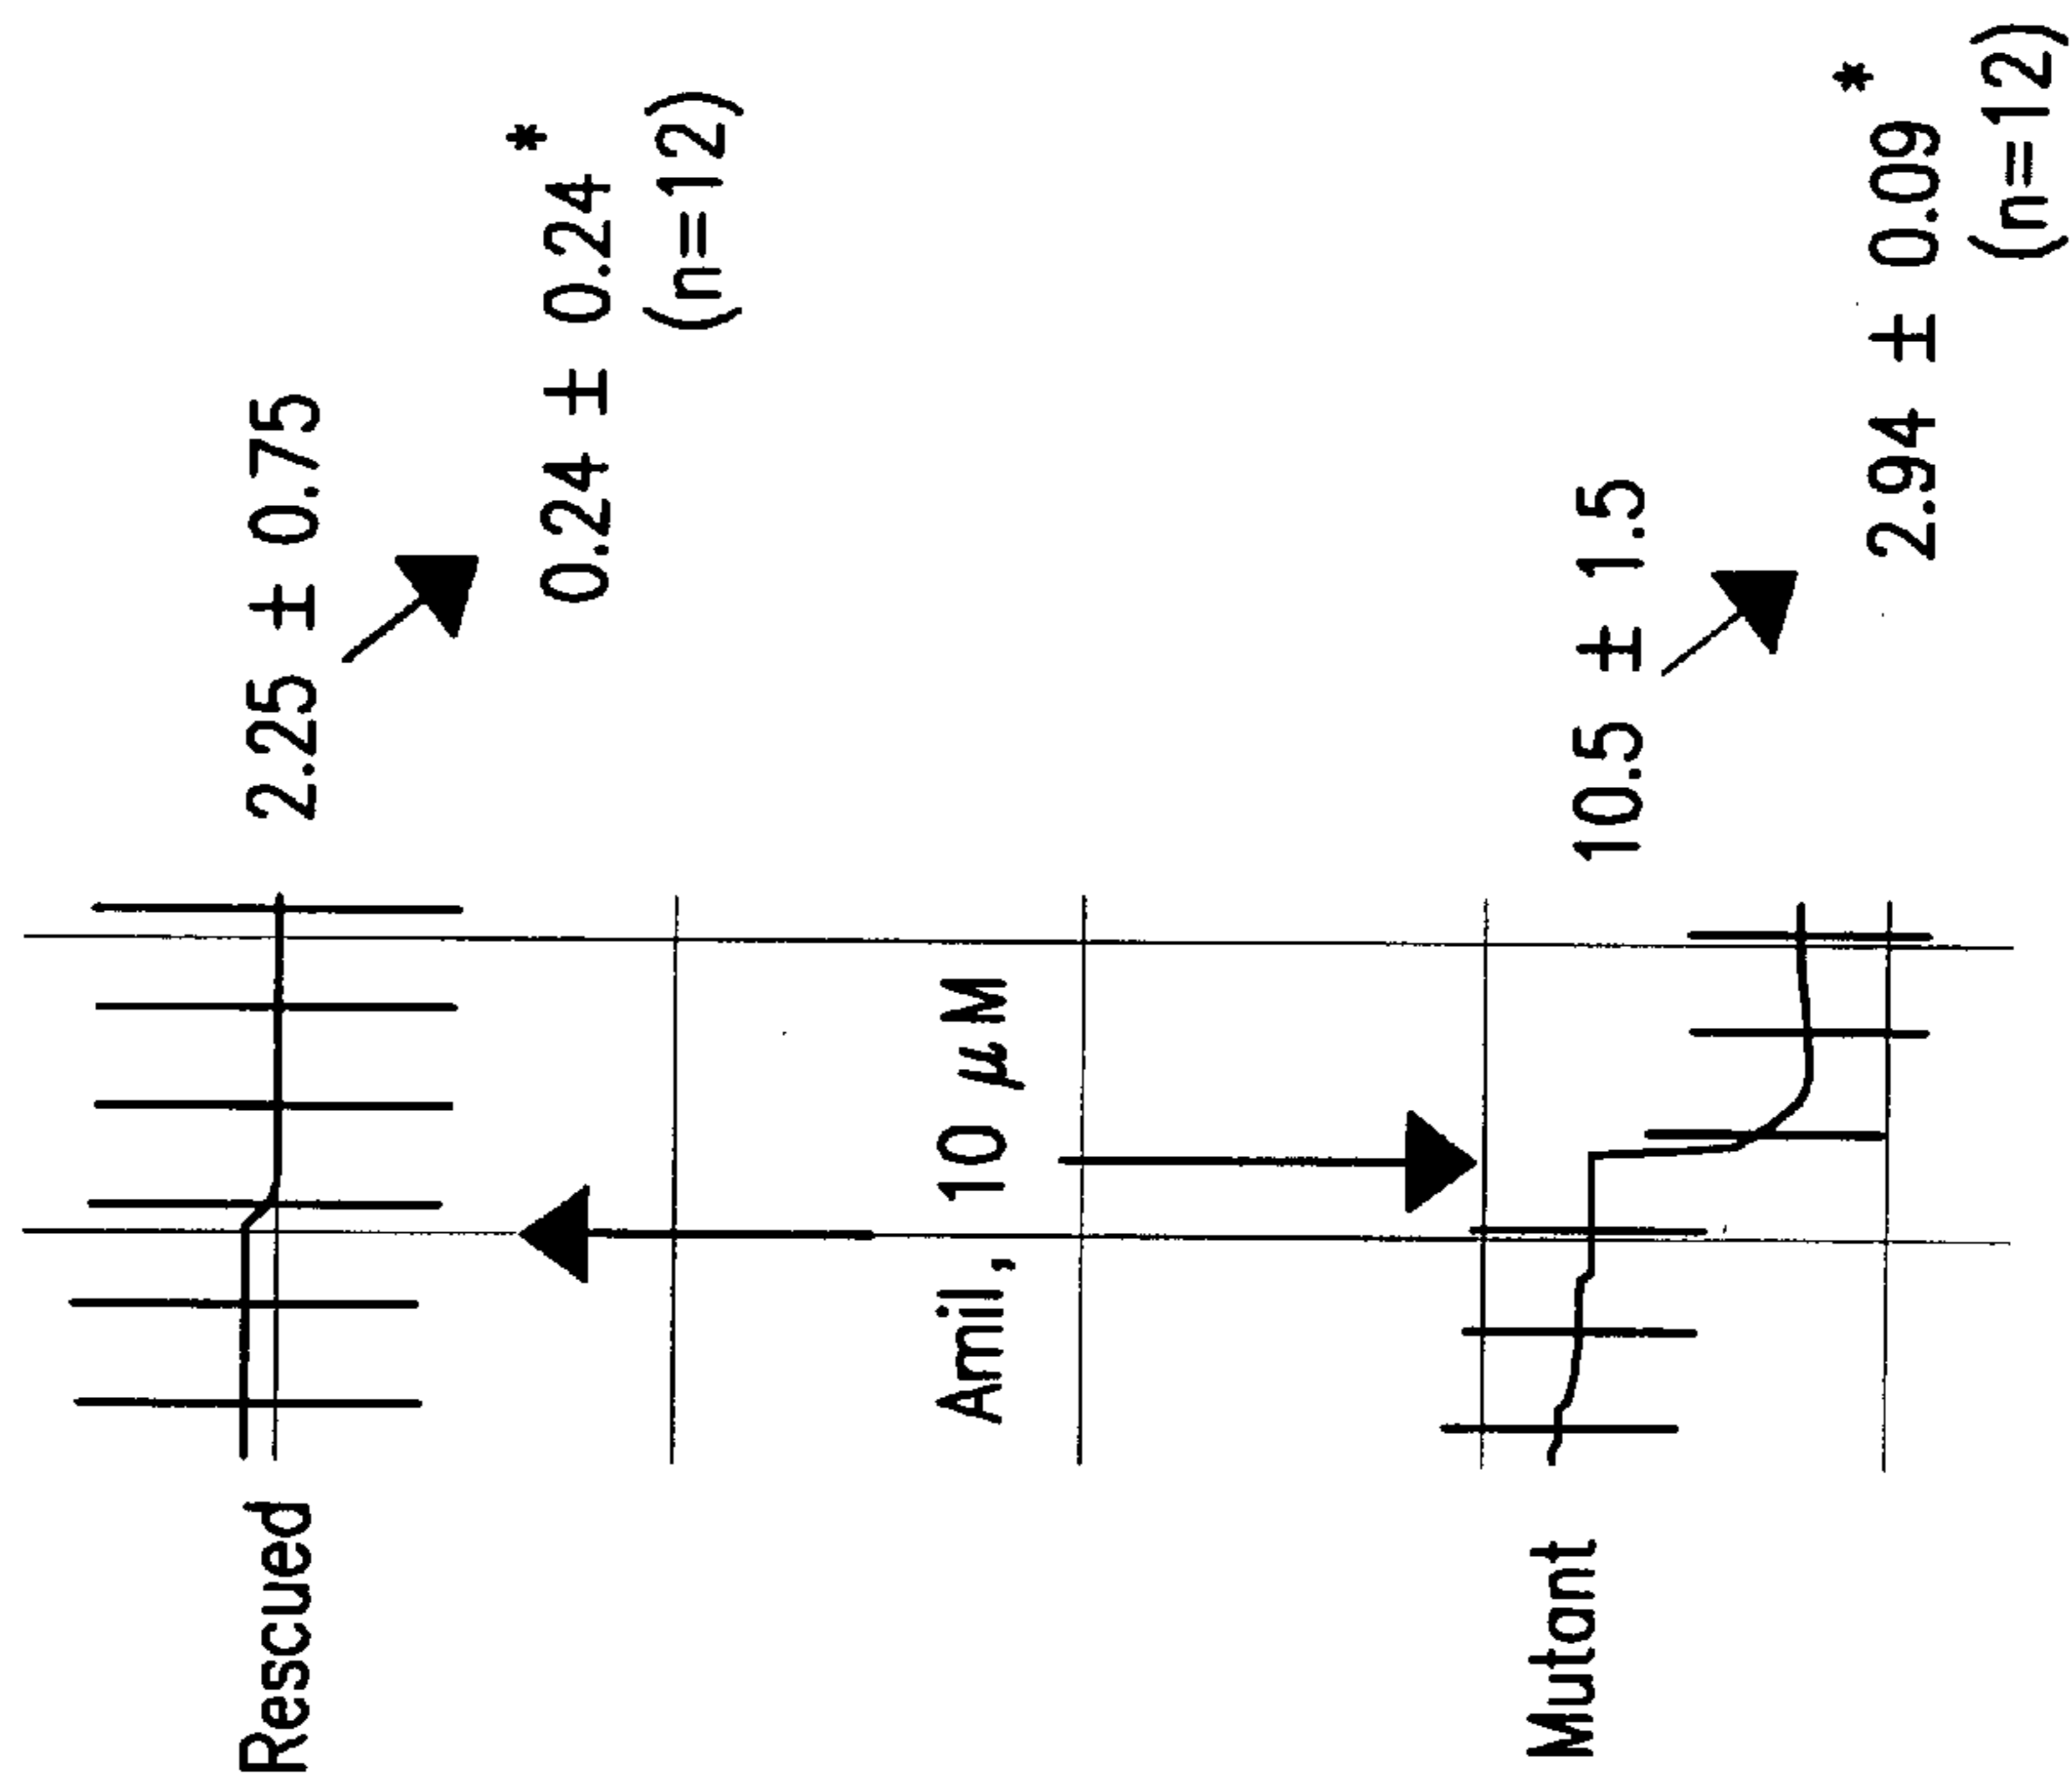 Rescued
2.25 ± 0.75
0.24 ± 0.24*
(n=12)
Amil, 10 μM
Mutant
10.5 ± 1.5
2.94 ± 0.09*
(n=12)